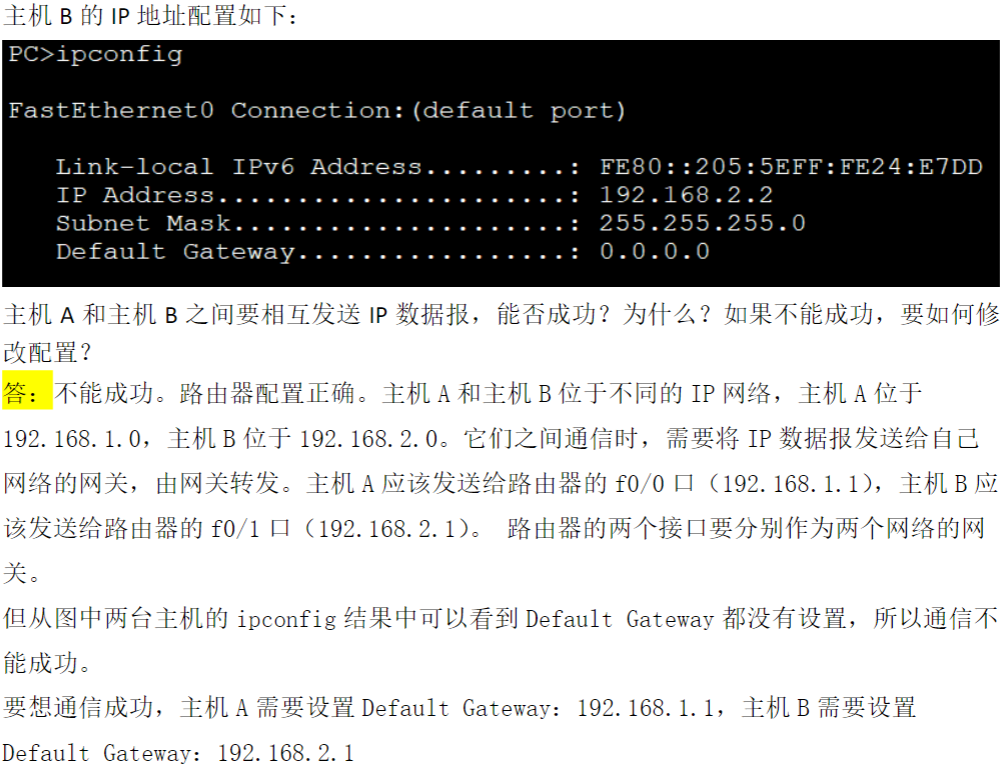 主机 B 的 IP 地址配置如下：
PC>ipconfig
FastEthernet0 Connection:(default port)
Link-local IPv6 Address.........: FE80::205:5EFF:FE24:E7DD
IP Address......................: 192.168.2.2
Subnet Mask.....................: 255.255.255.0
Default Gateway.................: 0.0.0.0
主机 A 和主机 B 之间要相互发送 IP 数据报，能否成功？为什么？如果不能成功，要如何修
改配置？
答：不能成功。路由器配置正确。主机 A 和主机 B 位于不同的 IP 网络，主机 A 位于
192.168.1.0，主机 B 位于 192.168.2.0。它们之间通信时，需要将 IP 数据报发送给自己
网络的网关，由网关转发。主机 A 应该发送给路由器的 f0/0 口（192.168.1.1），主机 B 应
该发送给路由器的 f0/1 口（192.168.2.1）。 路由器的两个接口要分别作为两个网络的网
关。
但从图中两台主机的 ipconfig 结果中可以看到 Default Gateway 都没有设置，所以通信不
能成功。
要想通信成功，主机 A 需要设置 Default Gateway：192.168.1.1，主机 B 需要设置
Default Gateway：192.168.2.1